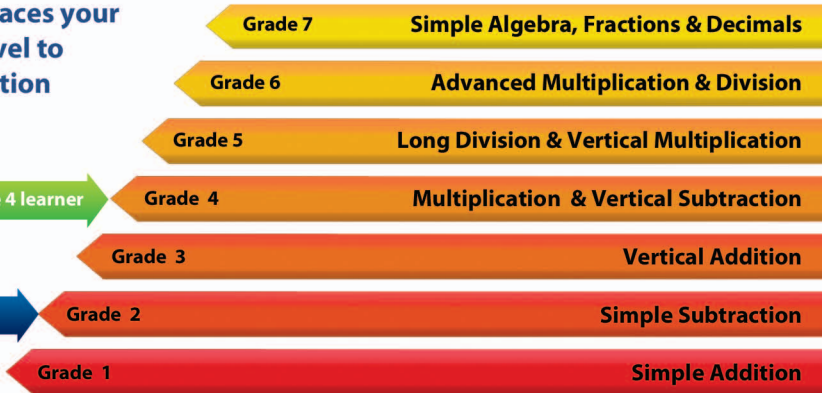 aces your
vel to
tion
Grade 7 Simple Algebra, Fractions & Decimals
Grade 6 Advanced Multiplication & Division
Grade 5 Long Division & Vertical Multiplication
4 learner
Grade 4 Multiplication & Vertical Subtraction
Grade 3 Vertical Addition
Grade 2 Simple Subtraction
Grade 1 Simple Addition